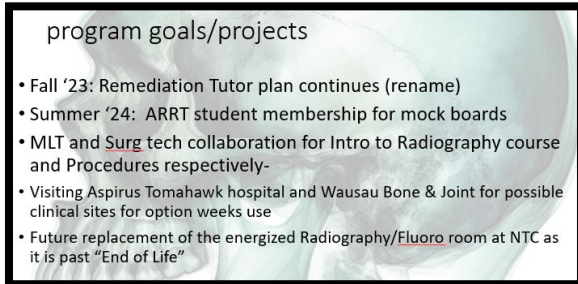 program goals/projects
• Fall ‘23: Remediation Tutor plan continues (rename)
• Summer ‘24:  ARRT student membership for mock boards
• MLT and Surg tech collaboration for Intro to Radiography course
and Procedures respectively-
• Visiting Aspirus Tomahawk hospital and Wausau Bone & Joint for possible
clinical sites for option weeks use
• Future replacement of the energized Radiography/Fluoro room at NTC as
it is past “End of Life”